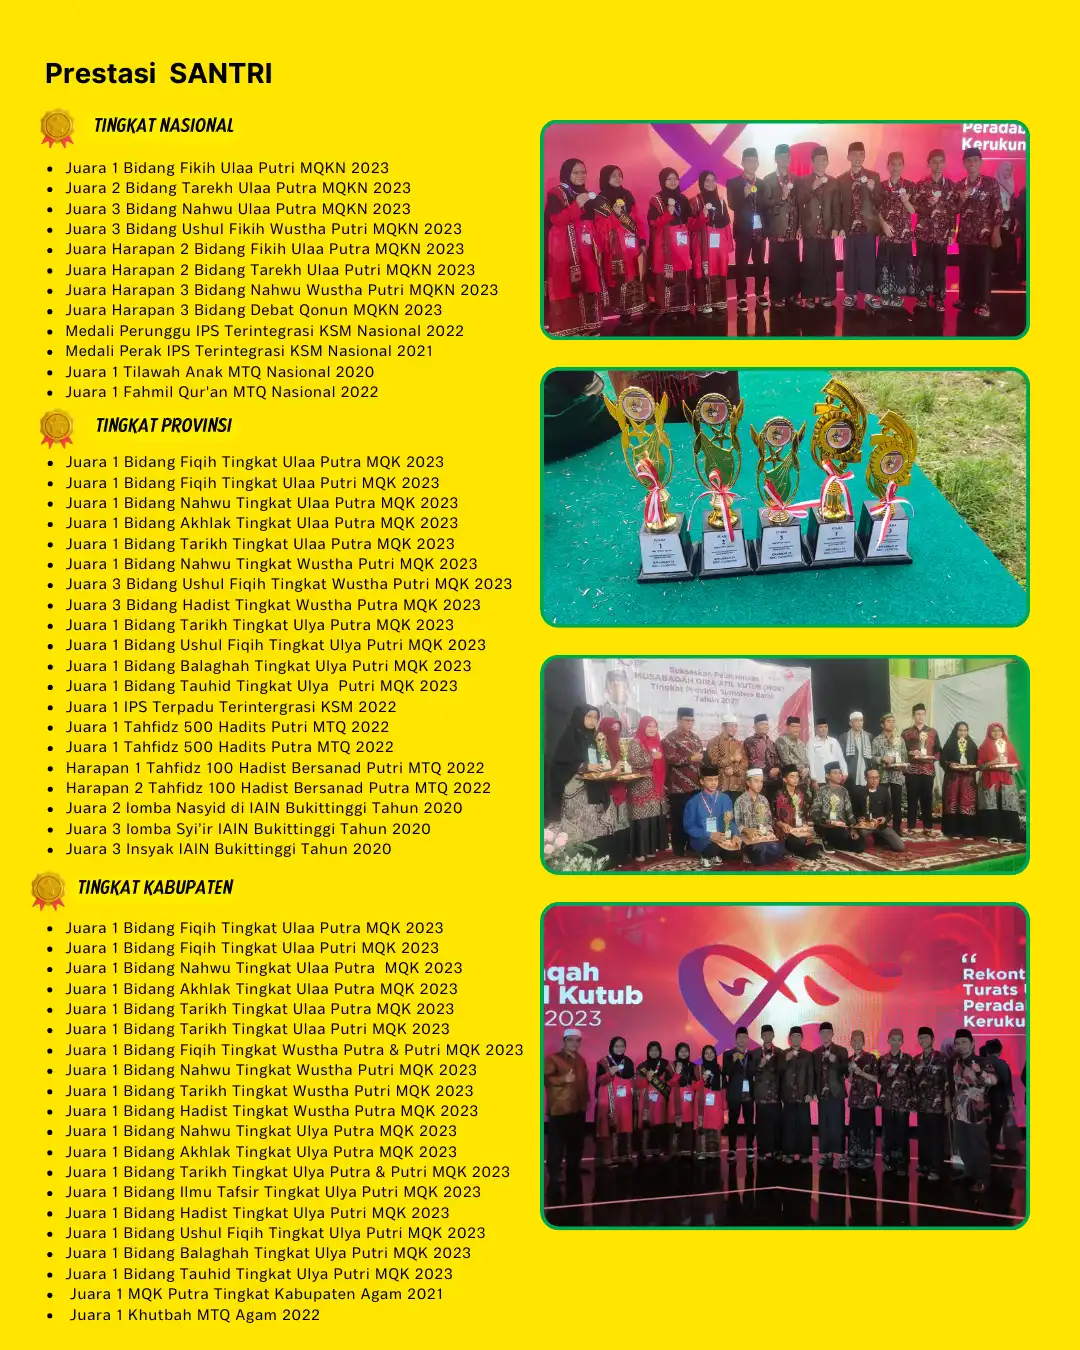 Prestasi SANTRI
TINGKAT NASIONAL
Juara 1 Bidang Fikih Ulaa Putri MQKN 2023
Juara 2 Bidang Tarekh Ulaa Putra MQKN 2023
Juara 3 Bidang Nahwu Ulaa Putra MQKN 2023
Juara 3 Bidang Ushul Fikih Wustha Putri MQKN 2023
Juara Harapan 2 Bidang Fikih Ulaa Putra MQKN 2023
Juara Harapan 2 Bidang Tarekh Ulaa Putri MQKN 2023
Juara Harapan 3 Bidang Nahwu Wustha Putri MQKN 2023
Juara Harapan 3 Bidang Debat Qonun MQKN 2023
Medali Perunggu IPS Terintegrasi KSM Nasional 2022
Medali Perak IPS Terintegrasi KSM Nasional 2021
Juara 1 Tilawah Anak MTQ Nasional 2020
Juara 1 Fahmil Qur'an MTQ Nasional 2022
TINGKAT PROVINSI
Juara 1 Bidang Fiqih Tingkat Ulaa Putra MQK 2023
Juara 1 Bidang Fiqih Tingkat Ulaa Putri MQK 2023
Juara 1 Bidang Nahwu Tingkat Ulaa Putra MQK 2023
Juara 1 Bidang Akhlak Tingkat Ulaa Putra MQK 2023
Juara 1 Bidang Tarikh Tingkat Ulaa Putra MQK 2023
Juara 1 Bidang Nahwu Tingkat Wustha Putri MQK 2023
Juara 3 Bidang Ushul Fiqih Tingkat Wustha Putri MQK 2023
Juara 3 Bidang Hadist Tingkat Wustha Putra MQK 2023
Juara 1 Bidang Tarikh Tingkat Ulya Putra MQK 2023
Juara 1 Bidang Ushul Fiqih Tingkat Ulya Putri MQK 2023
Juara 1 Bidang Balaghah Tingkat Ulya Putri MQK 2023
Juara 1 Bidang Tauhid Tingkat Ulya Putri MQK 2023
Juara 1 IPS Terpadu Terintergrasi KSM 2022
Juara 1 Tahfidz 500 Hadits Putri MTQ 2022
Juara 1 Tahfidz 500 Hadits Putra MTQ 2022
Harapan 1 Tahfidz 100 Hadist Bersanad Putri MTQ 2022
Harapan 2 Tahfidz 100 Hadist Bersanad Putra MTQ 2022
Juara 2 lomba Nasyid di IAIN Bukittinggi Tahun 2020
Juara 3 lomba Syi'ir IAIN Bukittinggi Tahun 2020
Juara 3 Insyak IAIN Bukittinggi Tahun 2020
TINGKAT KABUPATEN
Juara 1 Bidang Fiqih Tingkat Ulaa Putra MQK 2023
Juara 1 Bidang Fiqih Tingkat Ulaa Putri MQK 2023
Juara 1 Bidang Nahwu Tingkat Ulaa Putra MQK 2023
Juara 1 Bidang Akhlak Tingkat Ulaa Putra MQK 2023
Juara 1 Bidang Tarikh Tingkat Ulaa Putra MQK 2023
Juara 1 Bidang Tarikh Tingkat Ulaa Putri MQK 2023
Juara 1 Bidang Fiqih Tingkat Wustha Putra & Putri MQK 2023
Juara 1 Bidang Nahwu Tingkat Wustha Putri MQK 2023
Juara 1 Bidang Tarikh Tingkat Wustha Putri MQK 2023
Juara 1 Bidang Hadist Tingkat Wustha Putra MQK 2023
Juara 1 Bidang Nahwu Tingkat Ulya Putra MQK 2023
Juara 1 Bidang Akhlak Tingkat Ulya Putra MQK 2023
Juara 1 Bidang Tarikh Tingkat Ulya Putra & Putri MQK 2023
Juara 1 Bidang Ilmu Tafsir Tingkat Ulya Putri MQK 2023
Juara 1 Bidang Hadist Tingkat Ulya Putri MQK 2023
Juara 1 Bidang Ushul Fiqih Tingkat Ulya Putri MQK 2023
Juara 1 Bidang Balaghah Tingkat Ulya Putri MQK 2023
Juara 1 Bidang Tauhid Tingkat Ulya Putri MQK 2023
Juara 1 MQK Putra Tingkat Kabupaten Agam 2021
Juara 1 Khutbah MTQ Agam 2022
Peradab
Kerukun
Sukseskan Pelaksanaan
MUSABAQAH QIRA'ATIL KUTUB (MQK)
Tingkat Provinsi Sumatera Barat
Tahun 2023
qah
l Kutub
2023
“
Rekont
Turats
Perada
Keruku